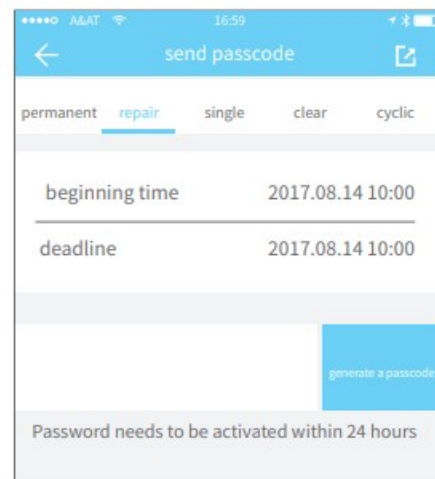 A&AT 16:59
send passcode
permanent repair single clear cyclic
beginning time 2017.08.14 10:00
deadline 2017.08.14 10:00
generate a passcode
Password needs to be activated within 24 hours